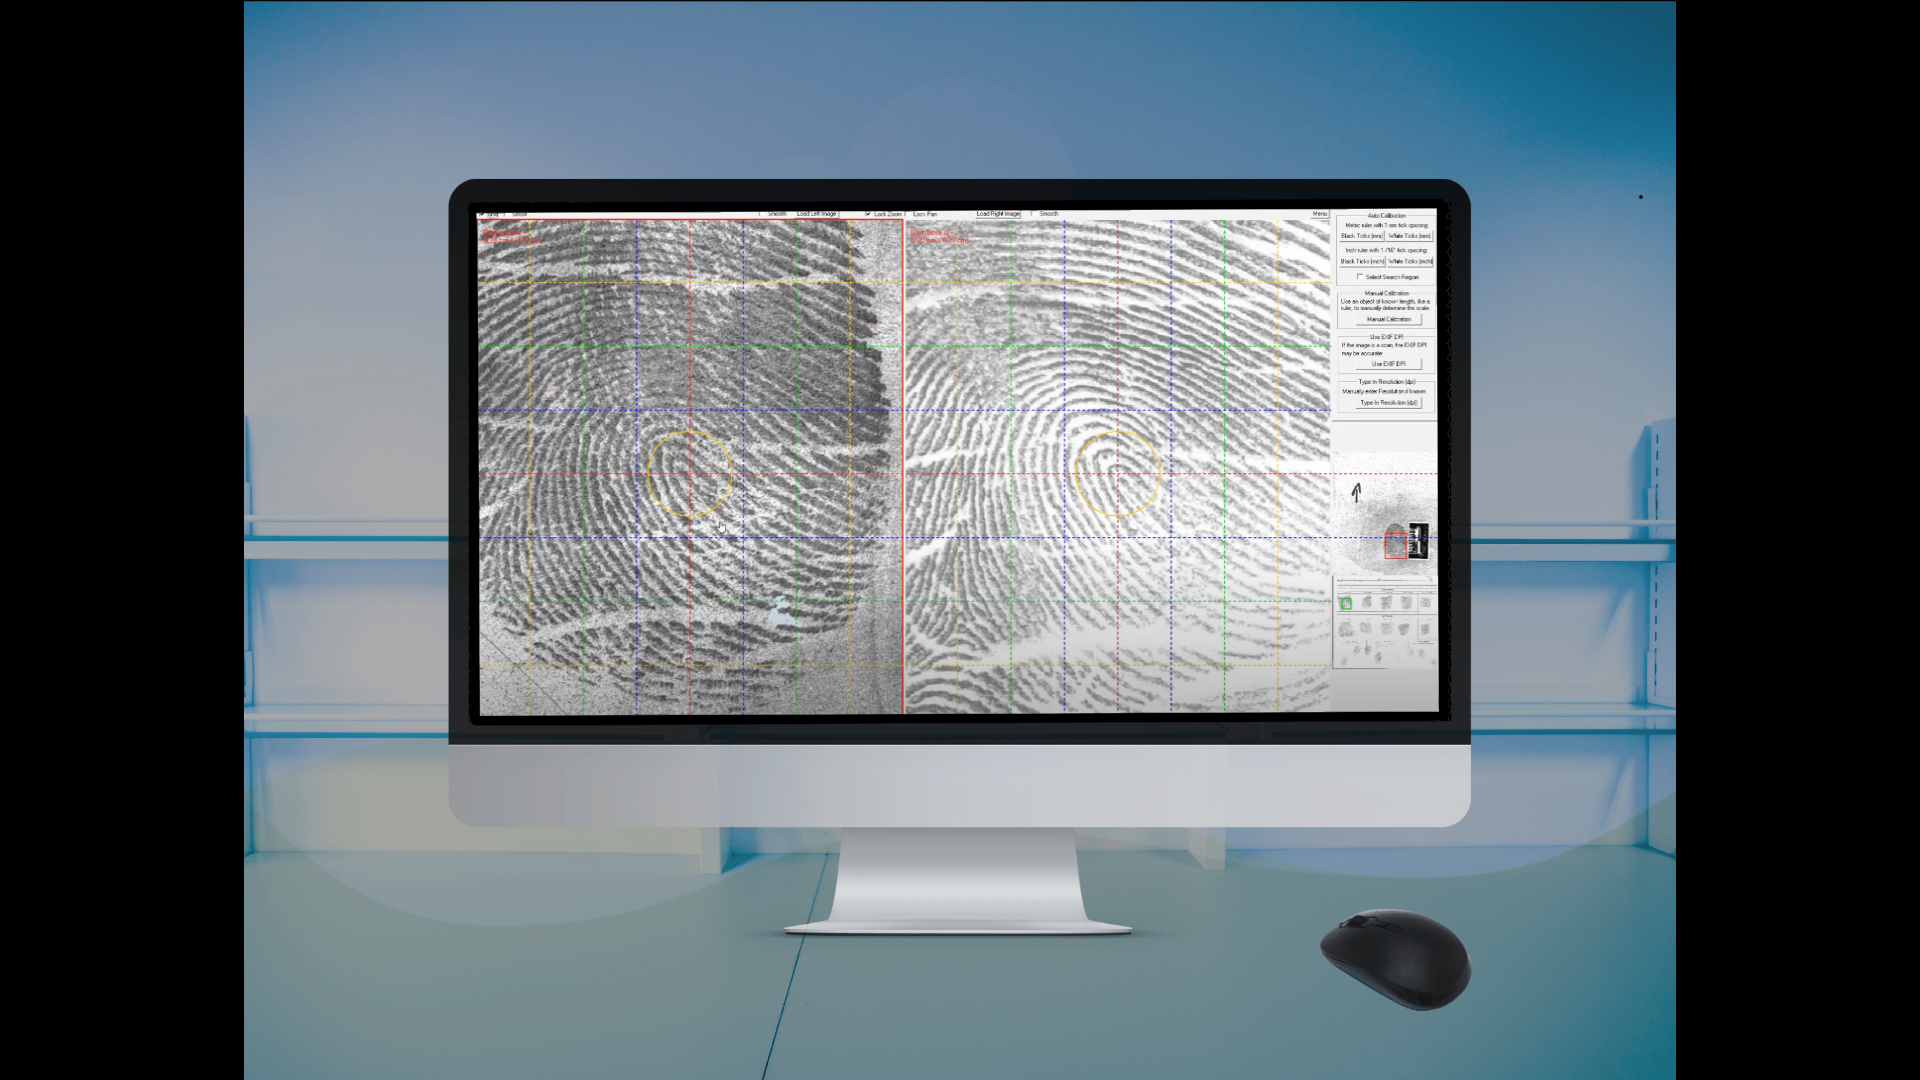 Smooth Load Left Image Lock Zoom Lock Pan Load Right Image Smooth Menu
Auto Calibration
Metric ruler with 1 mm tick spacing:
Black Ticks (mm) White Ticks (mm)
Inch ruler with 1/16" tick spacing:
Black Ticks (inch) White Ticks (inch)
Select Search Region
Manual Calibration
Use an object of known length, like a
ruler, to manually determine the scale:
Manual Calibration
Use EXIF DPI
If the image is a scan, the EXIF DPI
may be accurate:
Use EXIF DPI
Type In Resolution (dpi)
Manually enter Resolution if known
Type In Resolution (dpi)